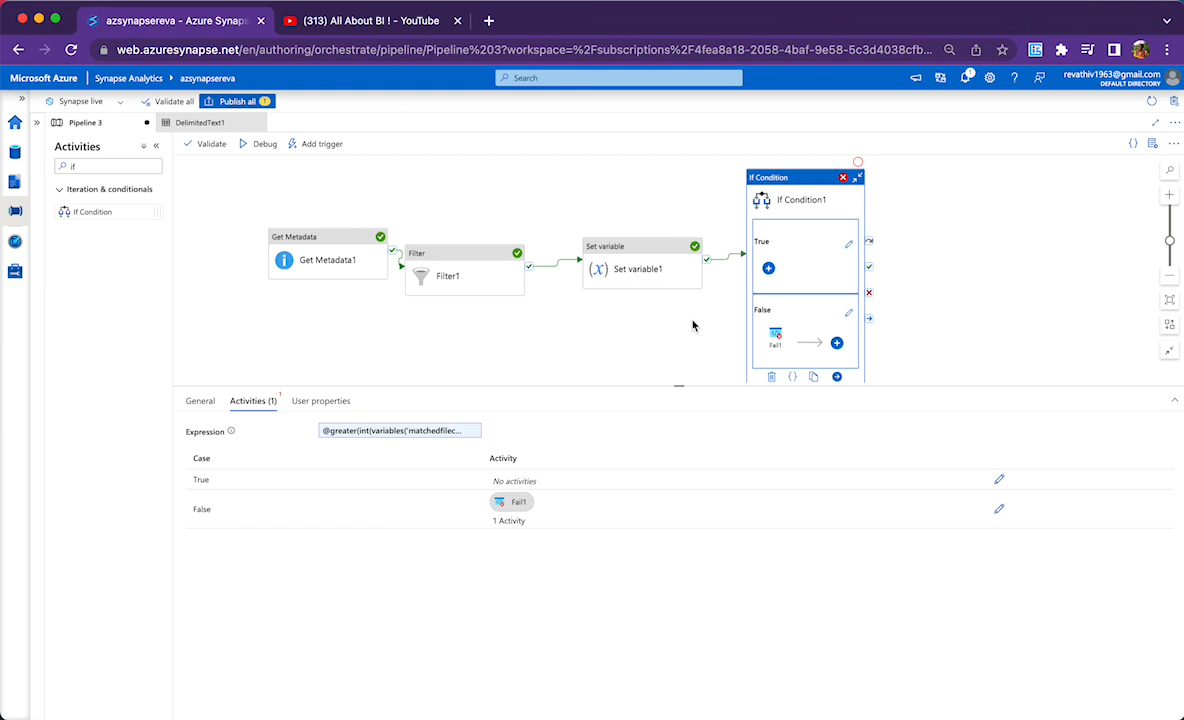 azsynapsereva - Azure Synaps
(313) All About BI ! - YouTube
web.azuresynapse.net/en/authoring/orchestrate/pipeline/Pipeline%203?workspace=%2Fsubscriptions%2F4fea8a18-2058-4baf-9e58-5c3d4038cfb...
Microsoft Azure
Synapse Analytics
azsynapsereva
Search
1
revathiv1963@gmail.com
DEFAULT DIRECTORY
Synapse live
Validate all
Publish all
1
Pipeline 3
DelimitedText1
Activities
Validate
Debug
Add trigger
if
Iteration & conditionals
If Condition
Get Metadata
Get Metadata1
Filter
Filter1
Set variable
(x)
Set variable1
If Condition
If Condition1
True
False
Fail1
General
Activities (1)
1
User properties
Expression
@greater(int(variables('matchedfilec...
Case
Activity
True
No activities
False
Fail1
1 Activity